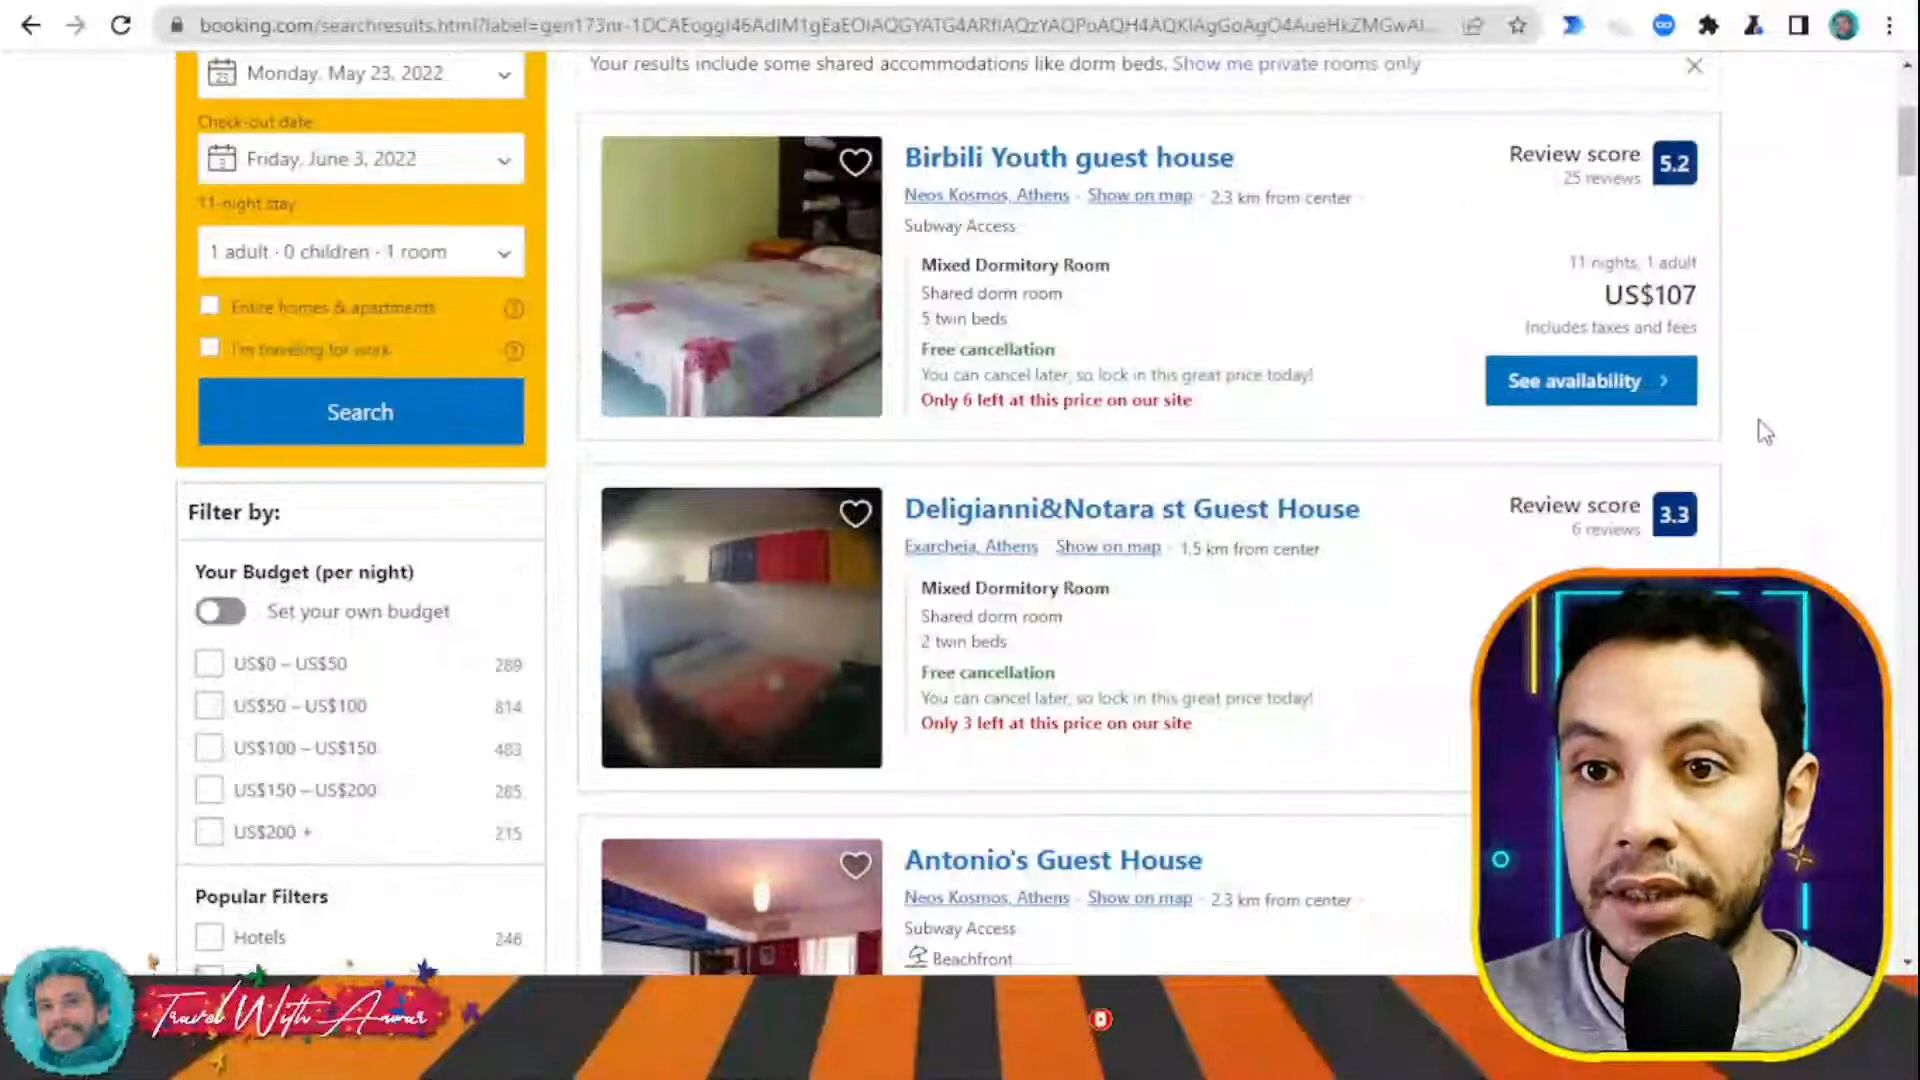 Monday, May 23, 2022
Check-out date
Friday, June 3, 2022
11-night stay
1 adult · 0 children · 1 room
Entire homes & apartments
I'm traveling for work
Search
Filter by:
Your Budget (per night)
Set your own budget
US$0 – US$50 289
US$50 – US$100 814
US$100 – US$150 483
US$150 – US$200 285
US$200 + 215
Popular Filters
Hotels 246
Your results include some shared accommodations like dorm beds. Show me private rooms only
Birbili Youth guest house
Neos Kosmos, Athens · Show on map · 2.3 km from center ·
Subway Access
Mixed Dormitory Room
Shared dorm room
5 twin beds
Free cancellation
You can cancel later, so lock in this great price today!
Only 6 left at this price on our site
Review score 5.2
25 reviews
11 nights, 1 adult
US$107
Includes taxes and fees
See availability
Deligianni&Notara st Guest House
Exarcheia, Athens · Show on map · 1.5 km from center
Mixed Dormitory Room
Shared dorm room
2 twin beds
Free cancellation
You can cancel later, so lock in this great price today!
Only 3 left at this price on our site
Review score 3.3
6 reviews
Antonio's Guest House
Neos Kosmos, Athens · Show on map · 2.3 km from center ·
Subway Access
Beachfront
Travel With Anwar